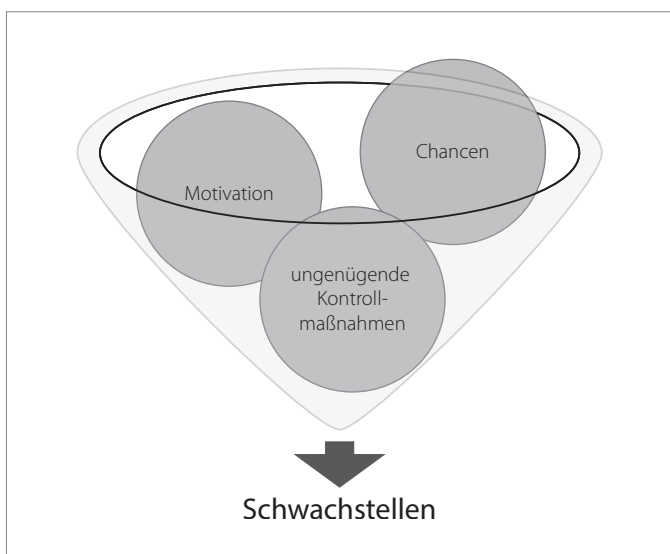 Chancen
Motivation
ungenügende
Kontroll-
maßnahmen
Schwachstellen